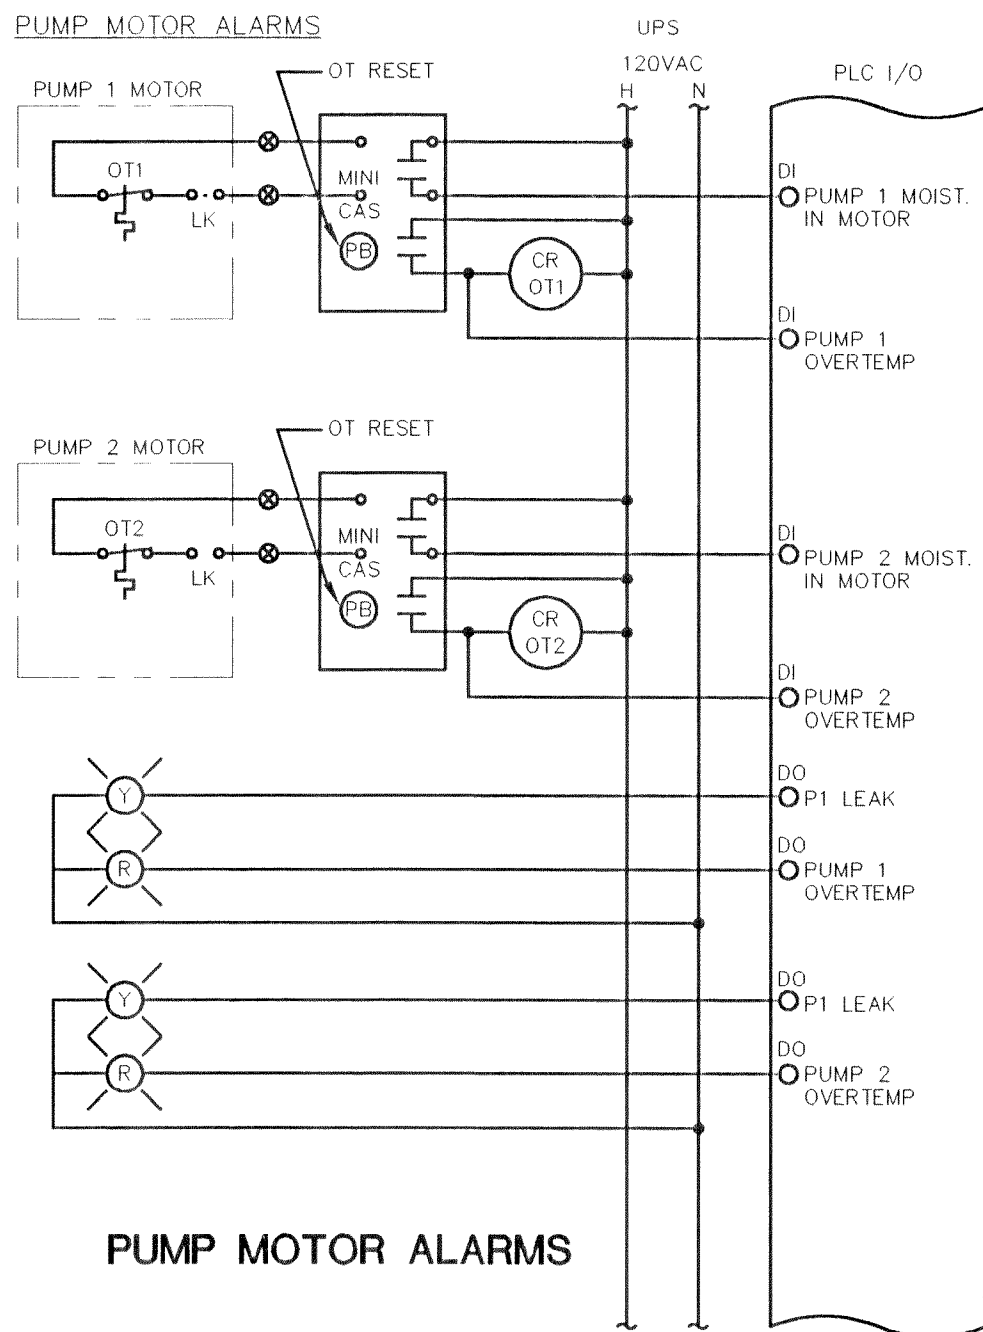 PUMP MOTOR ALARMS
UPS
120VAC
H N
PLC I/O
OT RESET
PUMP 1 MOTOR
OT1
LK
MINI
CAS
PB
CR
OT1
DI
PUMP 1 MOIST.
IN MOTOR
DI
PUMP 1
OVERTEMP
OT RESET
PUMP 2 MOTOR
OT2
LK
MINI
CAS
PB
CR
OT2
DI
PUMP 2 MOIST.
IN MOTOR
DI
PUMP 2
OVERTEMP
Y
DO
P1 LEAK
R
DO
PUMP 1
OVERTEMP
Y
DO
P1 LEAK
R
DO
PUMP 2
OVERTEMP
PUMP MOTOR ALARMS